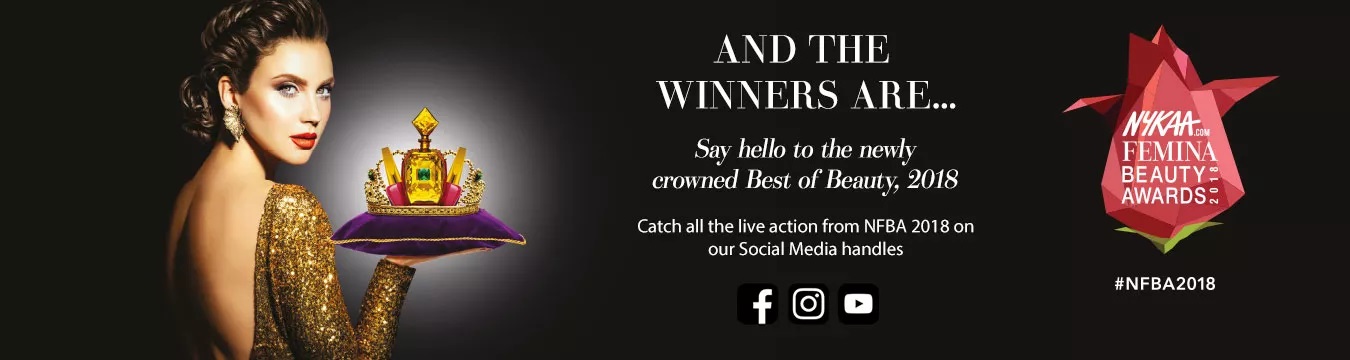 AND THE
WINNERS ARE...
Say hello to the newly
crowned Best of Beauty, 2018
Catch all the live action from NFBA 2018 on
our Social Media handles
NYKAA.COM
FEMINA
BEAUTY
AWARDS 2018
#NFBA2018